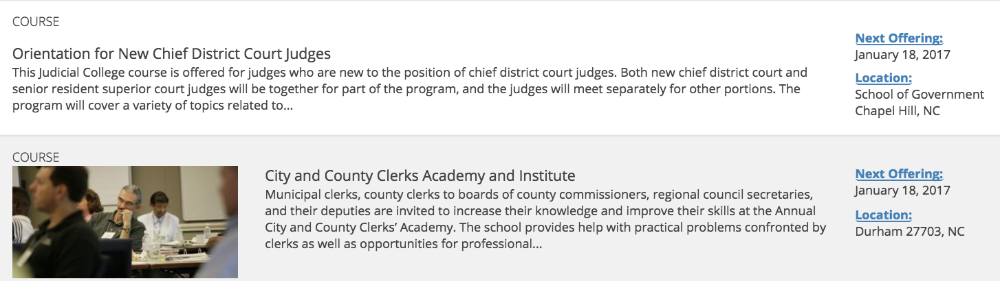 COURSE
Orientation for New Chief District Court Judges
This Judicial College course is offered for judges who are new to the position of chief district court judges. Both new chief district court and
senior resident superior court judges will be together for part of the program, and the judges will meet separately for other portions. The
program will cover a variety of topics related to...
Next Offering:
January 18, 2017
Location:
School of Government
Chapel Hill, NC
COURSE
City and County Clerks Academy and Institute
Municipal clerks, county clerks to boards of county commissioners, regional council secretaries,
and their deputies are invited to increase their knowledge and improve their skills at the Annual
City and County Clerks’ Academy. The school provides help with practical problems confronted by
clerks as well as opportunities for professional...
Next Offering:
January 18, 2017
Location:
Durham 27703, NC